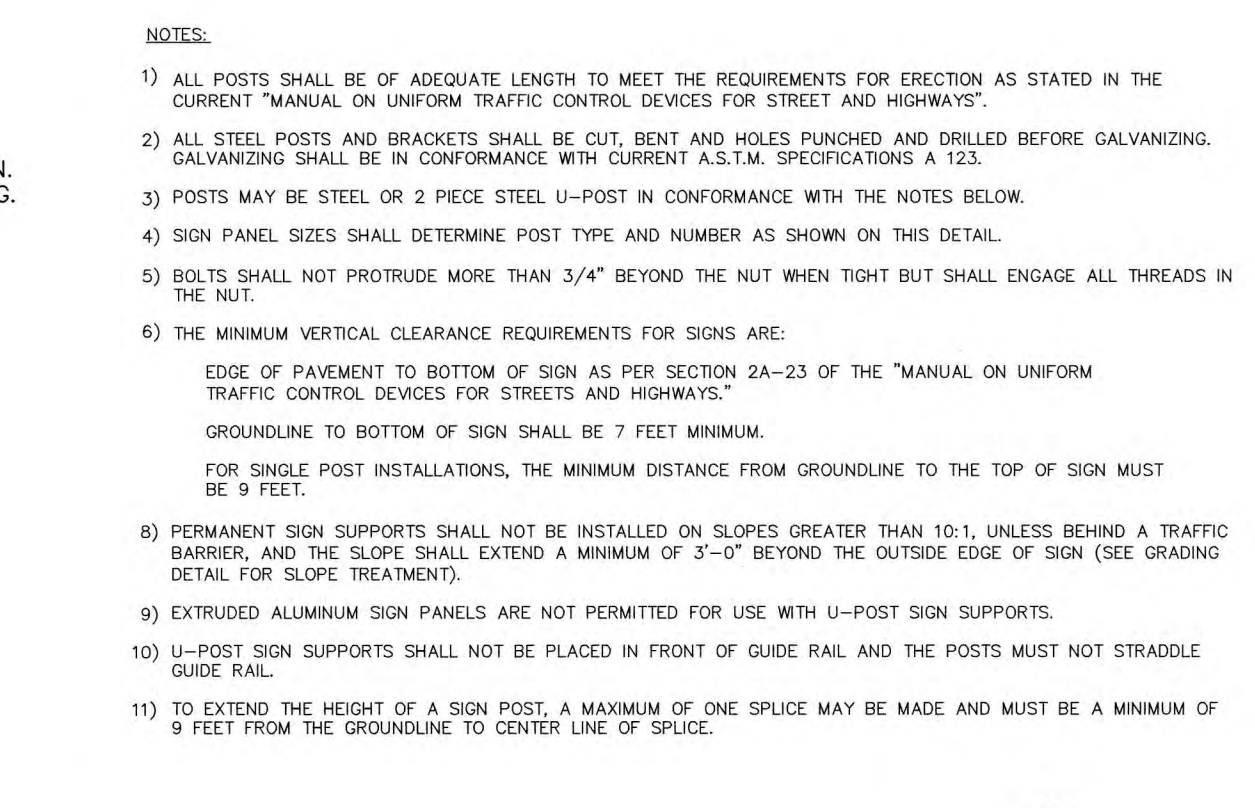 NOTES:
1) ALL POSTS SHALL BE OF ADEQUATE LENGTH TO MEET THE REQUIREMENTS FOR ERECTION AS STATED IN THE
CURRENT "MANUAL ON UNIFORM TRAFFIC CONTROL DEVICES FOR STREET AND HIGHWAYS".
2) ALL STEEL POSTS AND BRACKETS SHALL BE CUT, BENT AND HOLES PUNCHED AND DRILLED BEFORE GALVANIZING.
GALVANIZING SHALL BE IN CONFORMANCE WITH CURRENT A.S.T.M. SPECIFICATIONS A 123.
N.
G.
3) POSTS MAY BE STEEL OR 2 PIECE STEEL U-POST IN CONFORMANCE WITH THE NOTES BELOW.
4) SIGN PANEL SIZES SHALL DETERMINE POST TYPE AND NUMBER AS SHOWN ON THIS DETAIL.
5) BOLTS SHALL NOT PROTRUDE MORE THAN 3/4" BEYOND THE NUT WHEN TIGHT BUT SHALL ENGAGE ALL THREADS IN
THE NUT.
6) THE MINIMUM VERTICAL CLEARANCE REQUIREMENTS FOR SIGNS ARE:
EDGE OF PAVEMENT TO BOTTOM OF SIGN AS PER SECTION 2A-23 OF THE "MANUAL ON UNIFORM
TRAFFIC CONTROL DEVICES FOR STREETS AND HIGHWAYS."
GROUNDLINE TO BOTTOM OF SIGN SHALL BE 7 FEET MINIMUM.
FOR SINGLE POST INSTALLATIONS, THE MINIMUM DISTANCE FROM GROUNDLINE TO THE TOP OF SIGN MUST
BE 9 FEET.
8) PERMANENT SIGN SUPPORTS SHALL NOT BE INSTALLED ON SLOPES GREATER THAN 10:1, UNLESS BEHIND A TRAFFIC
BARRIER, AND THE SLOPE SHALL EXTEND A MINIMUM OF 3'-0" BEYOND THE OUTSIDE EDGE OF SIGN (SEE GRADING
DETAIL FOR SLOPE TREATMENT).
9) EXTRUDED ALUMINUM SIGN PANELS ARE NOT PERMITTED FOR USE WITH U-POST SIGN SUPPORTS.
10) U-POST SIGN SUPPORTS SHALL NOT BE PLACED IN FRONT OF GUIDE RAIL AND THE POSTS MUST NOT STRADDLE
GUIDE RAIL.
11) TO EXTEND THE HEIGHT OF A SIGN POST, A MAXIMUM OF ONE SPLICE MAY BE MADE AND MUST BE A MINIMUM OF
9 FEET FROM THE GROUNDLINE TO CENTER LINE OF SPLICE.